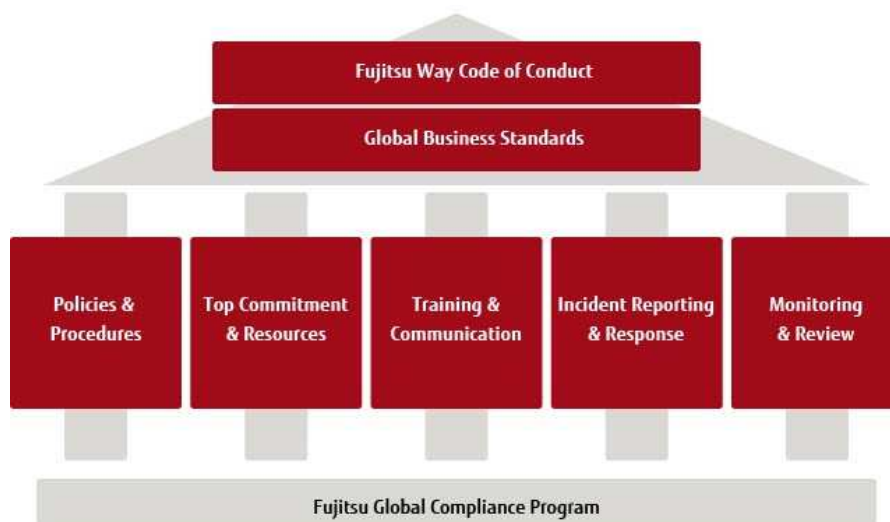 Fujitsu Way Code of Conduct
Global Business Standards
Policies &
Procedures
Top Commitment
& Resources
Training &
Communication
Incident Reporting
& Response
Monitoring
& Review
Fujitsu Global Compliance Program